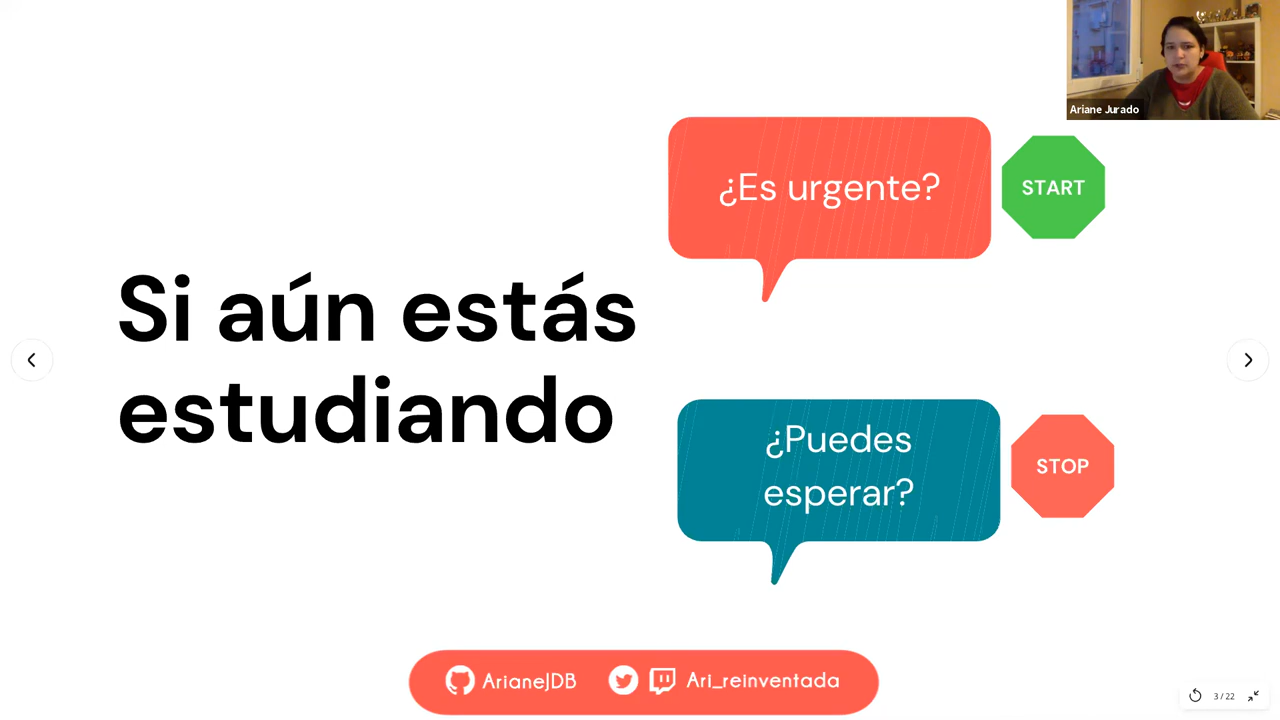 Ariane Jurado
¿Es urgente?
START
Si aún estás
estudiando
¿Puedes
esperar?
STOP
ArianeJDB
Ari_reinventada
3 / 22